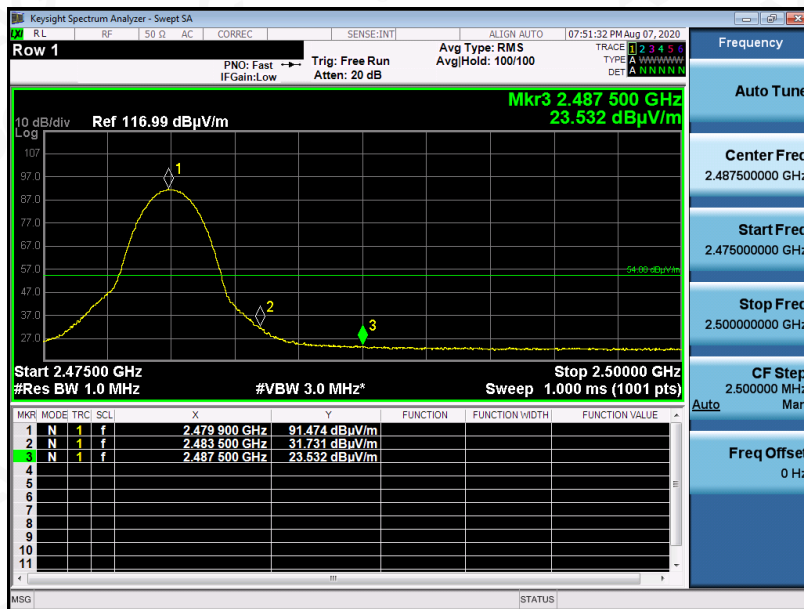 Keysight Spectrum Analyzer - Swept SA
LXI RL RF 50 Ω AC CORREC SENSE:INT ALIGN AUTO 07:51:32 PM Aug 07, 2020
Row 1
PNO: Fast
IFGain:Low
Trig: Free Run
Atten: 20 dB
Avg Type: RMS
Avg|Hold: 100/100
TRACE 1 2 3 4 5 6
TYPE A WWWWW
DET A N N N N N
Mkr3 2.487 500 GHz
23.532 dBµV/m
10 dB/div Ref 116.99 dBµV/m
Log
107
97.0
87.0
77.0
67.0
57.0
47.0
37.0
27.0
1
2
3
54.00 dBµV/m
Start 2.47500 GHz Stop 2.50000 GHz
#Res BW 1.0 MHz #VBW 3.0 MHz* Sweep 1.000 ms (1001 pts)
MKR MODE TRC SCL X Y FUNCTION FUNCTION WIDTH FUNCTION VALUE
1 N 1 f 2.479 900 GHz 91.474 dBµV/m
2 N 1 f 2.483 500 GHz 31.731 dBµV/m
3 N 1 f 2.487 500 GHz 23.532 dBµV/m
4
5
6
7
8
9
10
11
MSG STATUS
Frequency
Auto Tune
Center Freq
2.487500000 GHz
Start Freq
2.475000000 GHz
Stop Freq
2.500000000 GHz
CF Step
2.500000 MHz
Auto Man
Freq Offset
0 Hz